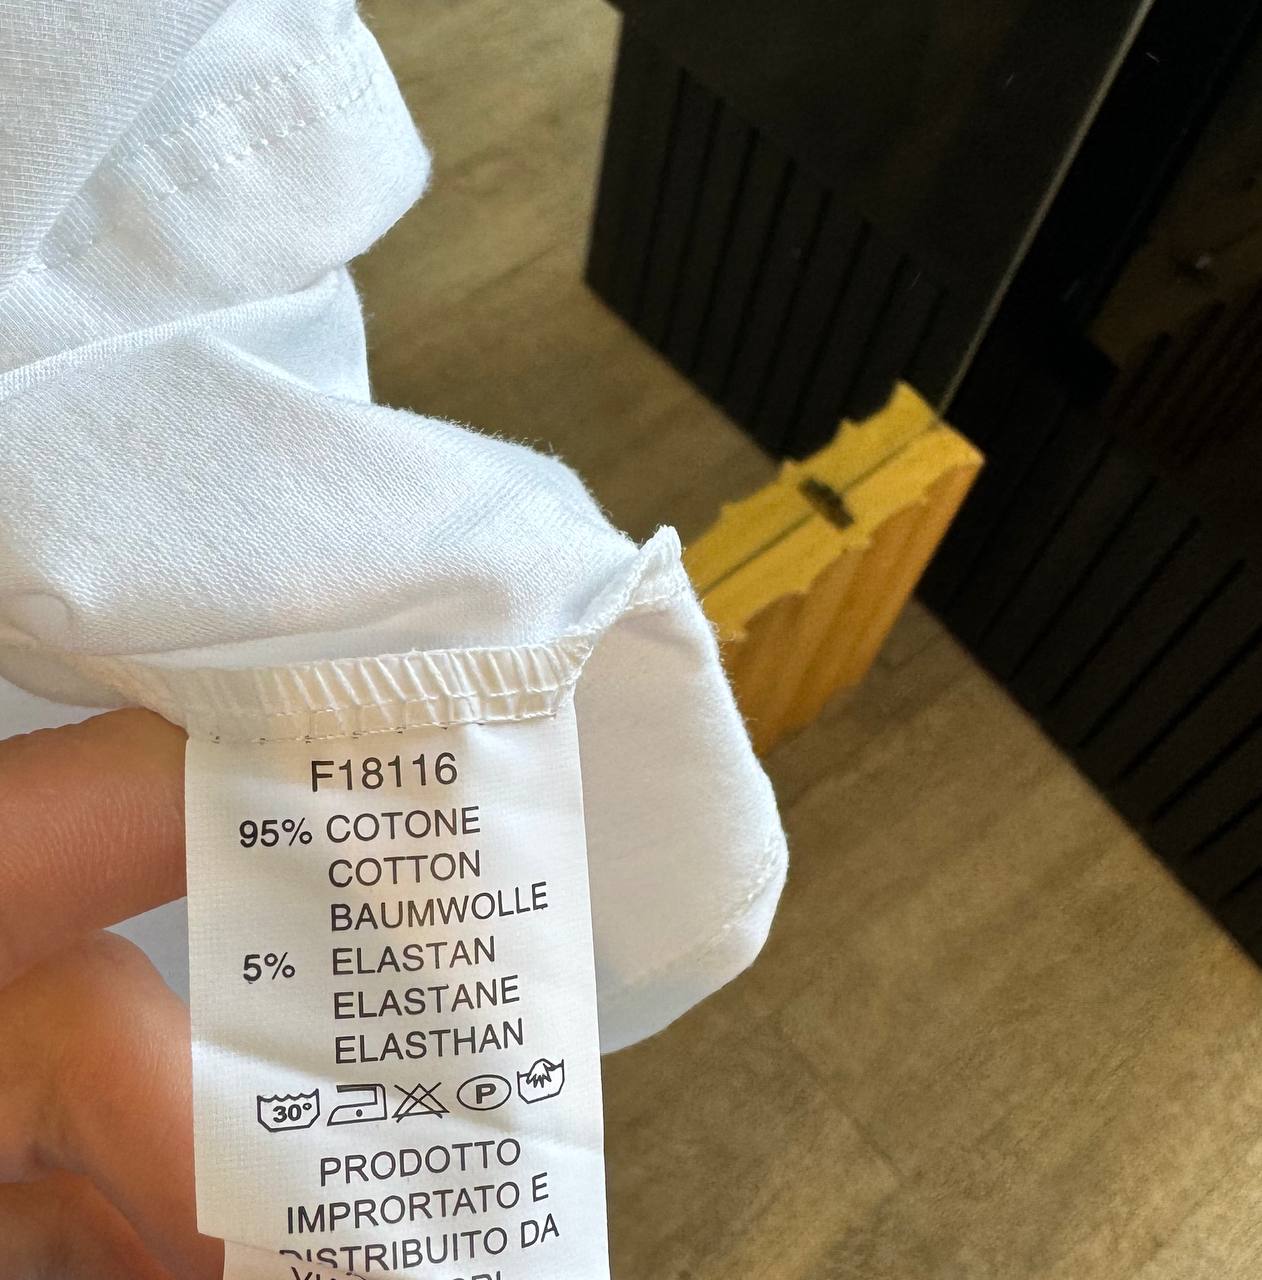 F18116
95% COTONE
COTTON
BAUMWOLLE
5% ELASTAN
ELASTANE
ELASTHAN
30° P
PRODOTTO
IMPRORTATO E
DISTRIBUITO DA